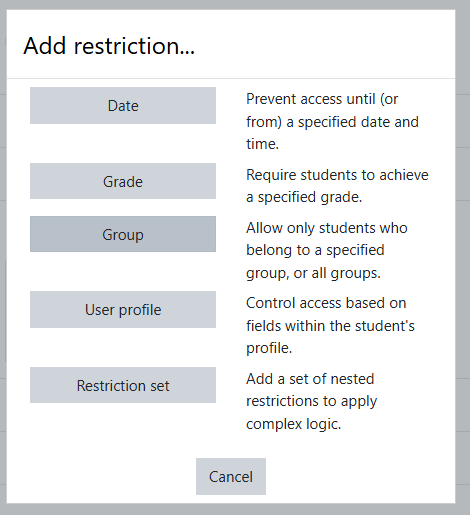 Add restriction...
Date
Prevent access until (or
from) a specified date and
time.
Grade
Require students to achieve
a specified grade.
Group
Allow only students who
belong to a specified
group, or all groups.
User profile
Control access based on
fields within the student's
profile.
Restriction set
Add a set of nested
restrictions to apply
complex logic.
Cancel